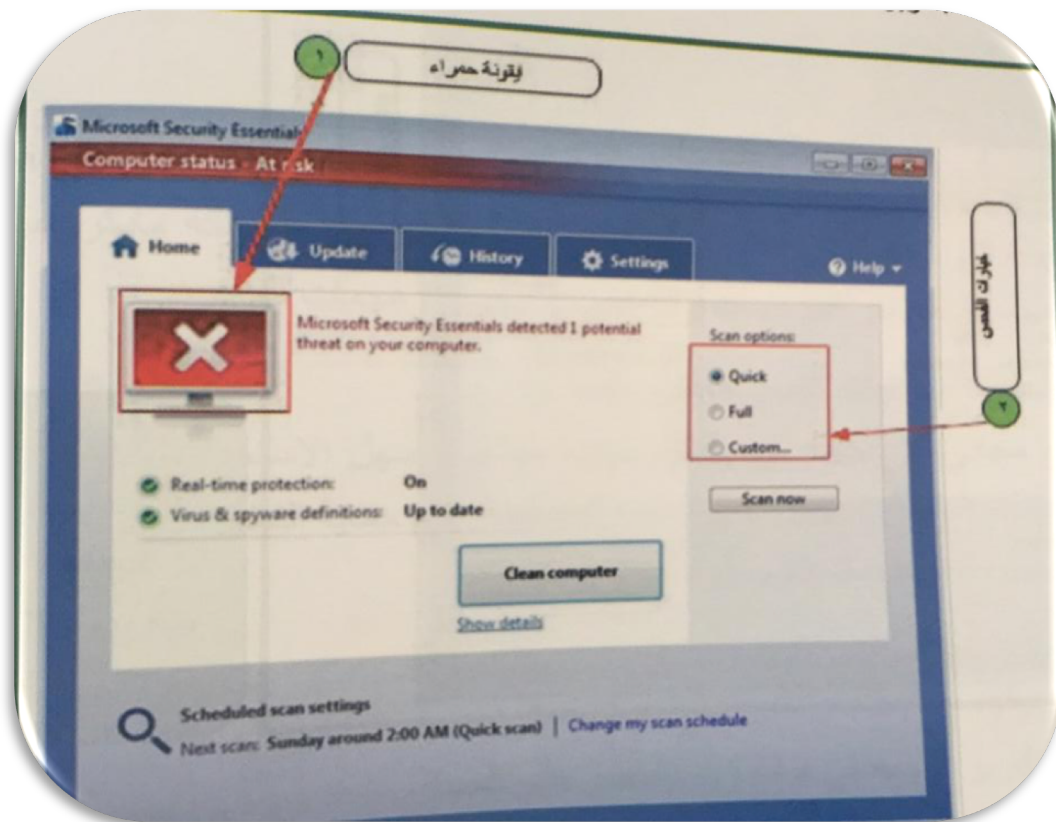 ١
ايقونة حمراء
Microsoft Security Essentials
Computer status - At risk
Home
Update
History
Settings
Help
Microsoft Security Essentials detected 1 potential
threat on your computer.
Scan options:
Quick
Full
Custom...
Scan now
خيارات الفحص
٢
Real-time protection: On
Virus & spyware definitions: Up to date
Clean computer
Show details
Scheduled scan settings
Next scan: Sunday around 2:00 AM (Quick scan) | Change my scan schedule